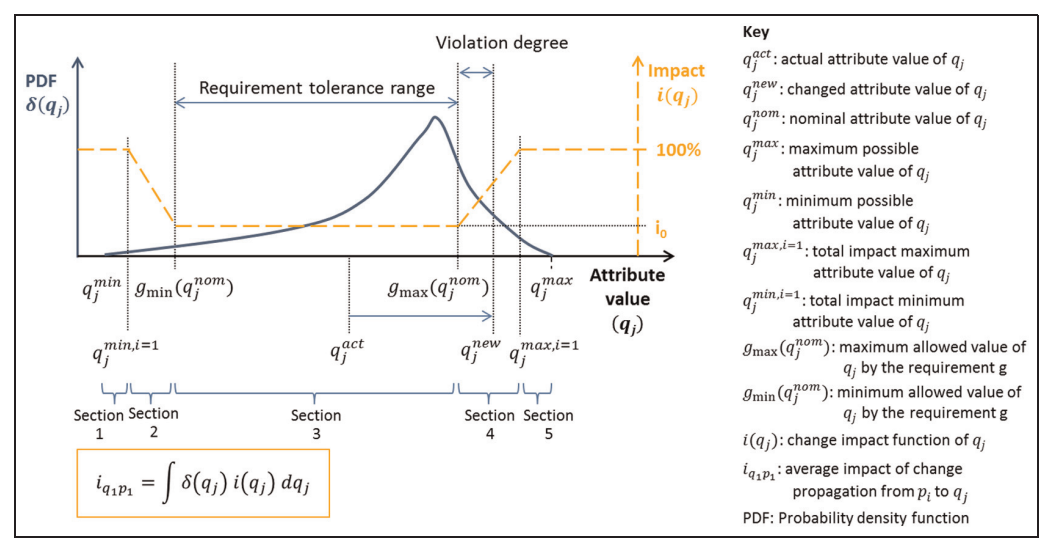 Violation degree
PDF
δ(q_j)
Requirement tolerance range
Impact
i(q_j)
100%
i_0
q_j^{min}
g_min(q_j^{nom})
g_max(q_j^{nom})
q_j^{max}
Attribute
value
(q_j)
q_j^{min,i=1}
q_j^{act}
q_j^{new}
q_j^{max,i=1}
Section
1
Section
2
Section
3
Section
4
Section
5
i_{q_1p_1} = ∫ δ(q_j) i(q_j) dq_j
Key
q_j^{act}: actual attribute value of q_j
q_j^{new}: changed attribute value of q_j
q_j^{nom}: nominal attribute value of q_j
q_j^{max}: maximum possible
attribute value of q_j
q_j^{min}: minimum possible
attribute value of q_j
q_j^{max,i=1}: total impact maximum
attribute value of q_j
q_j^{min,i=1}: total impact minimum
attribute value of q_j
g_max(q_j^{nom}): maximum allowed value of
q_j by the requirement g
g_min(q_j^{nom}): minimum allowed value of
q_j by the requirement g
i(q_j): change impact function of q_j
i_{q_1p_1}: average impact of change
propagation from p_i to q_j
PDF: Probability density function